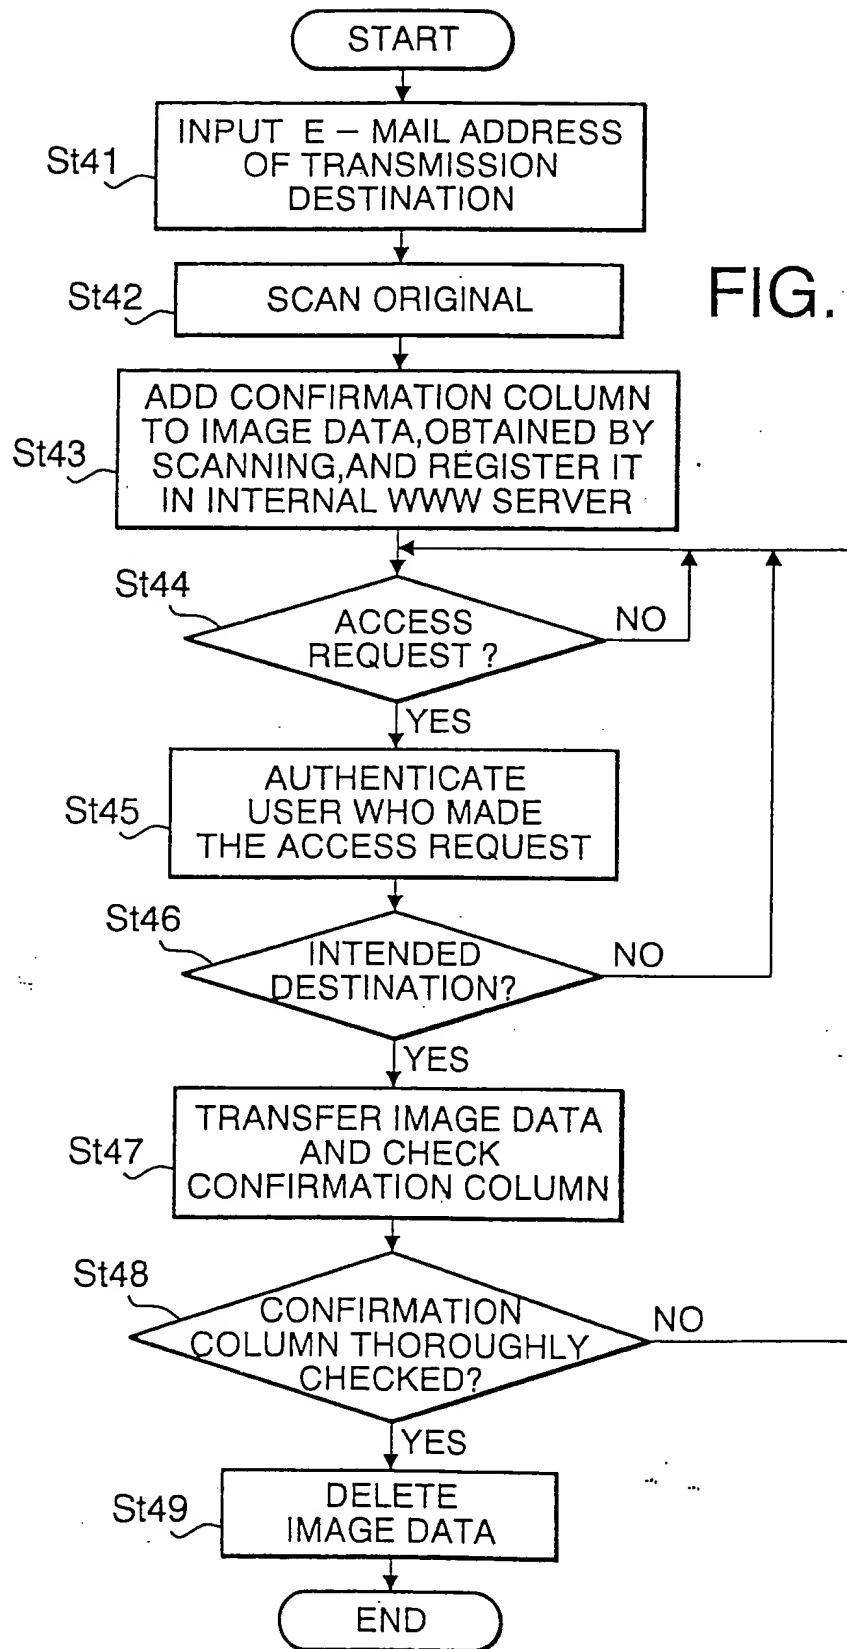 START
St41
INPUT E – MAIL ADDRESS
OF TRANSMISSION
DESTINATION
St42
SCAN ORIGINAL
FIG.
St43
ADD CONFIRMATION COLUMN
TO IMAGE DATA,OBTAINED BY
SCANNING,AND REGISTER IT
IN INTERNAL WWW SERVER
St44
ACCESS
REQUEST ?
NO
YES
St45
AUTHENTICATE
USER WHO MADE
THE ACCESS REQUEST
St46
INTENDED
DESTINATION?
NO
YES
St47
TRANSFER IMAGE DATA
AND CHECK
CONFIRMATION COLUMN
St48
CONFIRMATION
COLUMN THOROUGHLY
CHECKED?
NO
YES
St49
DELETE
IMAGE DATA
END